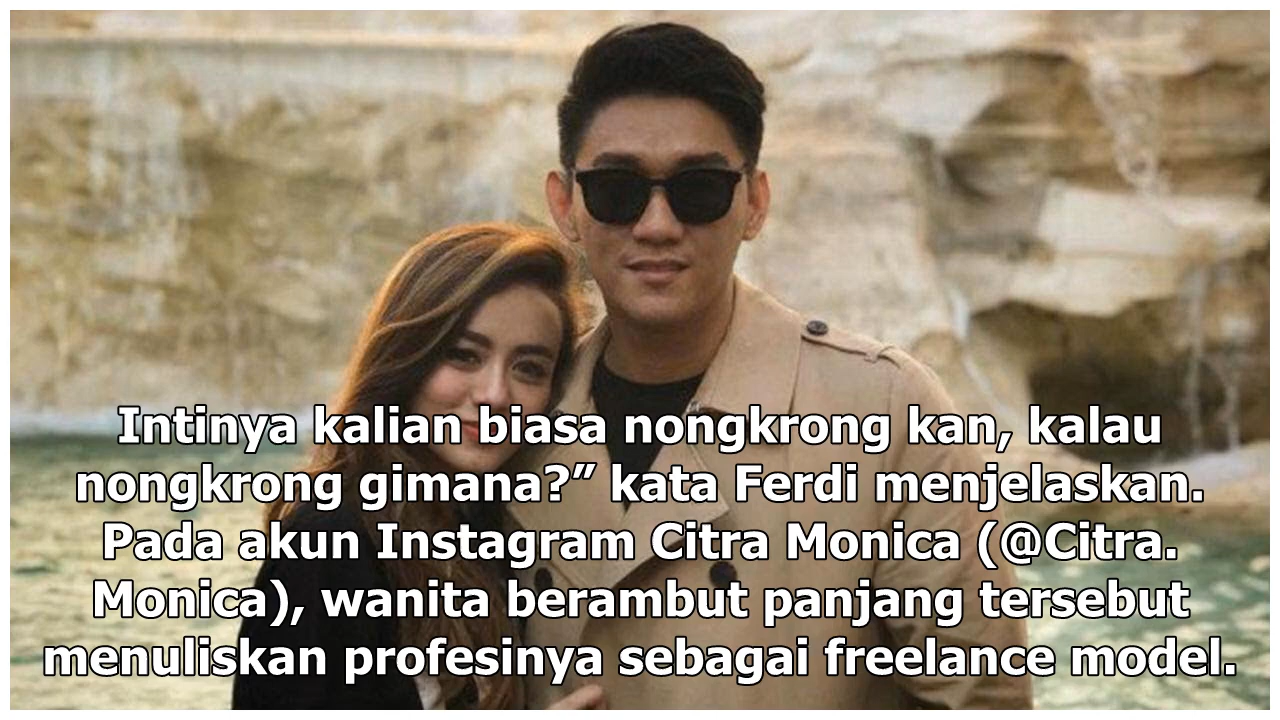 Intinya kalian biasa nongkrong kan, kalau
nongkrong gimana?” kata Ferdi menjelaskan.
Pada akun Instagram Citra Monica (@Citra.
Monica), wanita berambut panjang tersebut
menuliskan profesinya sebagai freelance model.